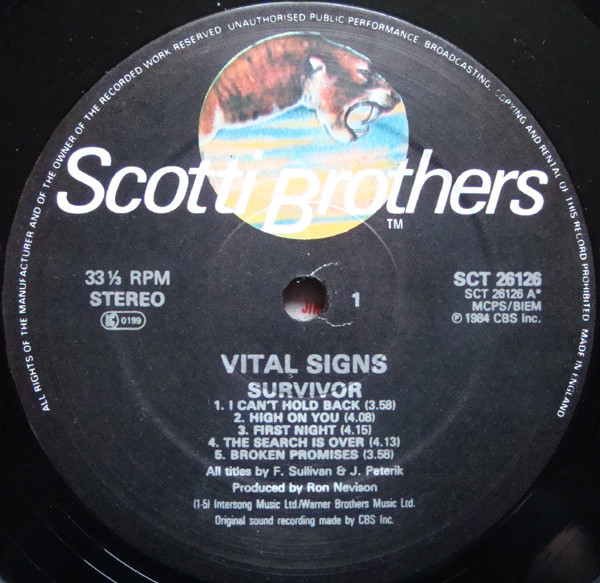 ALL RIGHTS OF THE MANUFACTURER AND OF THE OWNER OF THE RECORDED WORK RESERVED. UNAUTHORISED PUBLIC PERFORMANCE, BROADCASTING, COPYING AND RENTAL OF THIS RECORD PROHIBITED. MADE IN ENGLAND
Scotti Brothers
TM
33 ⅓ RPM
STEREO
0199
1
SCT 26126
SCT 26126 A*
MCPS/BIEM
℗ 1984 CBS Inc.
VITAL SIGNS
SURVIVOR
1. I CAN'T HOLD BACK (3.58)
2. HIGH ON YOU (4.08)
3. FIRST NIGHT (4.15)
4. THE SEARCH IS OVER (4.13)
5. BROKEN PROMISES (3.58)
All titles by F. Sullivan & J. Peterik
Produced by Ron Nevison
(1-5) Intersong Music Ltd./Warner Brothers Music Ltd.
Original sound recording made by CBS Inc.